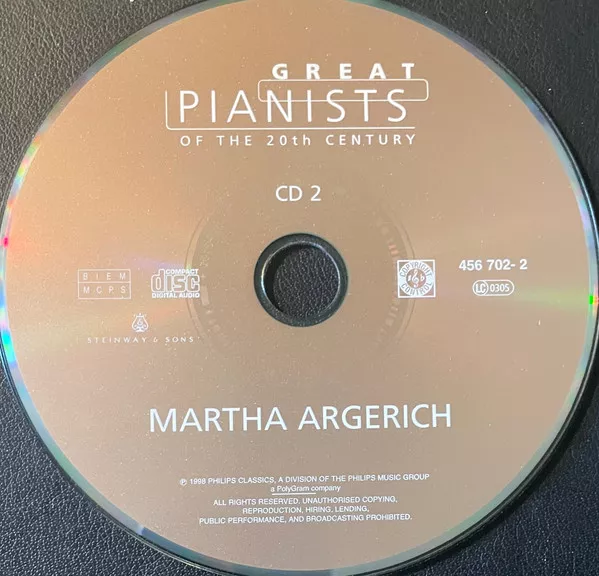 GREAT
PIANISTS
OF THE 20th CENTURY
CD 2
BIEM
MCPS
COMPACT
disc
DIGITAL AUDIO
COPYRIGHT
CONTROL
456 702-2
LC 0305
STEINWAY & SONS
MARTHA ARGERICH
℗ 1998 PHILIPS CLASSICS, A DIVISION OF THE PHILIPS MUSIC GROUP
a PolyGram company
ALL RIGHTS RESERVED. UNAUTHORISED COPYING,
REPRODUCTION, HIRING, LENDING,
PUBLIC PERFORMANCE, AND BROADCASTING PROHIBITED.